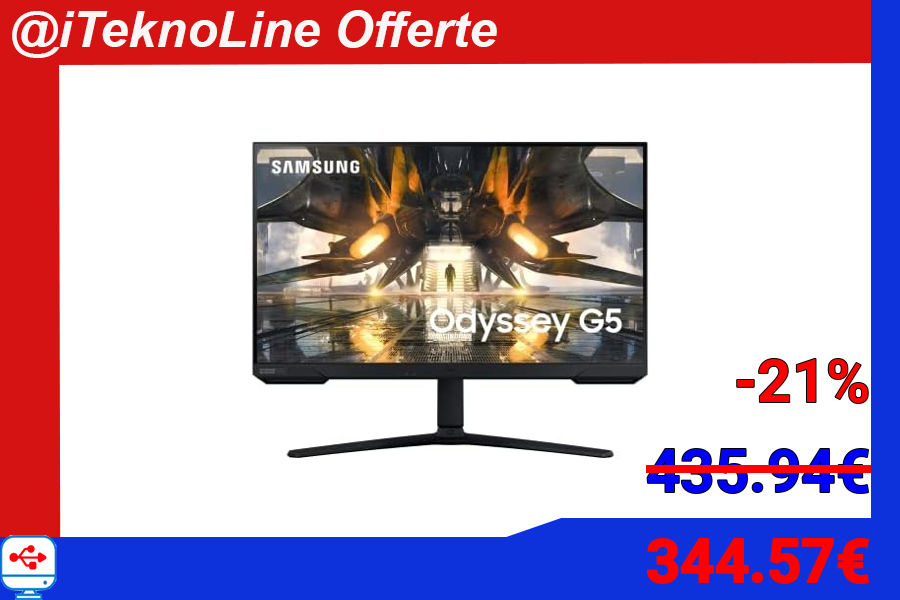 @iTeknoLine Offerte
SAMSUNG
Odyssey G5
-21%
435.94€
344.57€